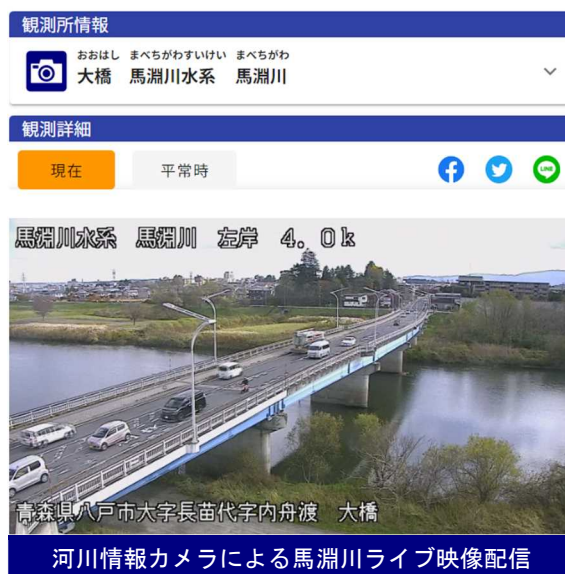 観測所情報
おおはし まべちがわすいけい まべちがわ
大橋 馬淵川水系 馬淵川
観測詳細
現在 平常時
LINE
馬淵川水系 馬淵川 左岸 4.0k
青森県八戸市大字長苗代字内舟渡 大橋
河川情報カメラによる馬淵川ライブ映像配信